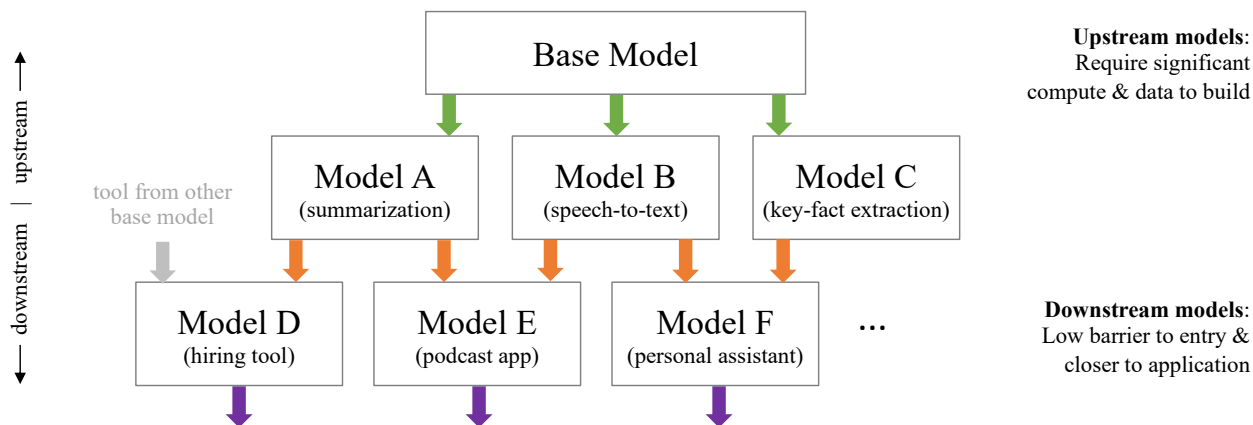 Base Model
Upstream models:
Require significant
compute & data to build
upstream
|
downstream
tool from other
base model
Model A
(summarization)
Model B
(speech-to-text)
Model C
(key-fact extraction)
Model D
(hiring tool)
Model E
(podcast app)
Model F
(personal assistant)
...
Downstream models:
Low barrier to entry &
closer to application